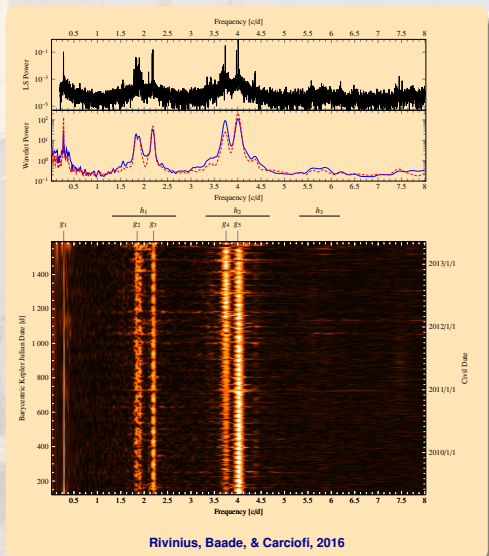 Frequency [c/d]
0.5 1 1.5 2 2.5 3 3.5 4 4.5 5 5.5 6 6.5 7 7.5 8
LS Power
10⁻¹
10⁻³
10⁻⁵
Wavelet Power
10²
10¹
10⁰
10⁻¹
0.5 1 1.5 2 2.5 3 3.5 4 4.5 5 5.5 6 6.5 7 7.5 8
Frequency [c/d]
h₁ h₂ h₃
g₁ g₂ g₃ g₄ g₅
Barycentric Kepler Julian Date [d]
1 400
1 200
1 000
800
600
400
200
2013/1/1
2012/1/1
2011/1/1
2010/1/1
Civil Date
0.5 1 1.5 2 2.5 3 3.5 4 4.5 5 5.5 6 6.5 7 7.5 8
Frequency [c/d]
Rivinius, Baade, & Carciofi, 2016